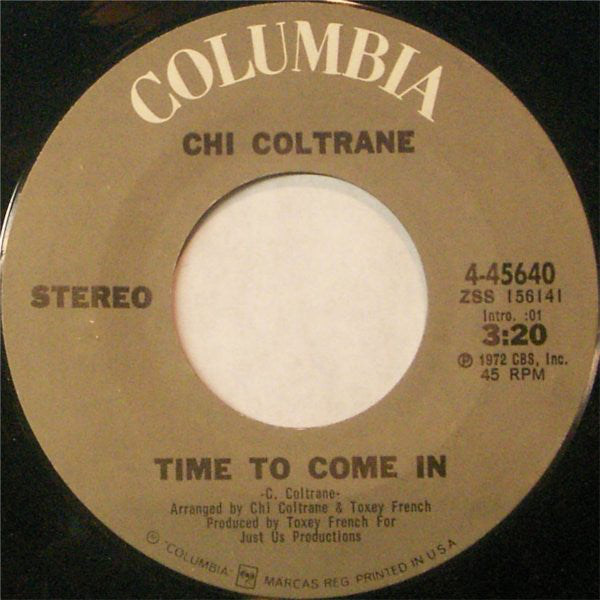 COLUMBIA
CHI COLTRANE
STEREO
4-45640
ZSS 156141
Intro. :01
3:20
℗ 1972 CBS, Inc.
45 RPM
TIME TO COME IN
-C. Coltrane-
Arranged by Chi Coltrane & Toxey French
Produced by Toxey French For
Just Us Productions
® "COLUMBIA" MARCAS REG. PRINTED IN U.S.A.